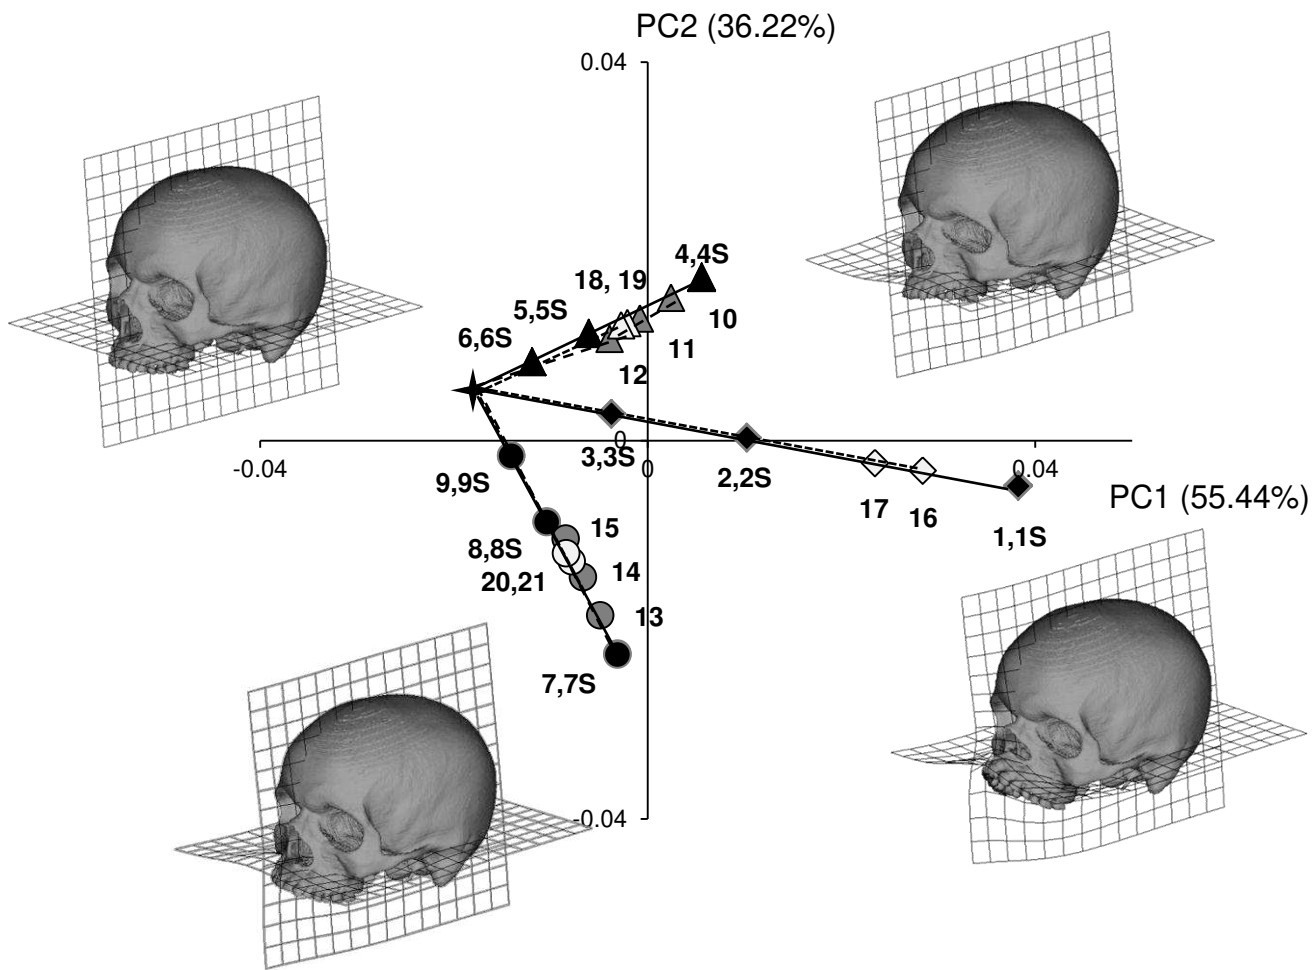 PC2 (36.22%)
0.04
4,4S
18, 19
5,5S
10
6,6S
11
12
0
3,3S
-0.04
0
2,2S
0.04
9,9S
17
16
PC1 (55.44%)
15
1,1S
8,8S
14
20,21
13
7,7S
-0.04